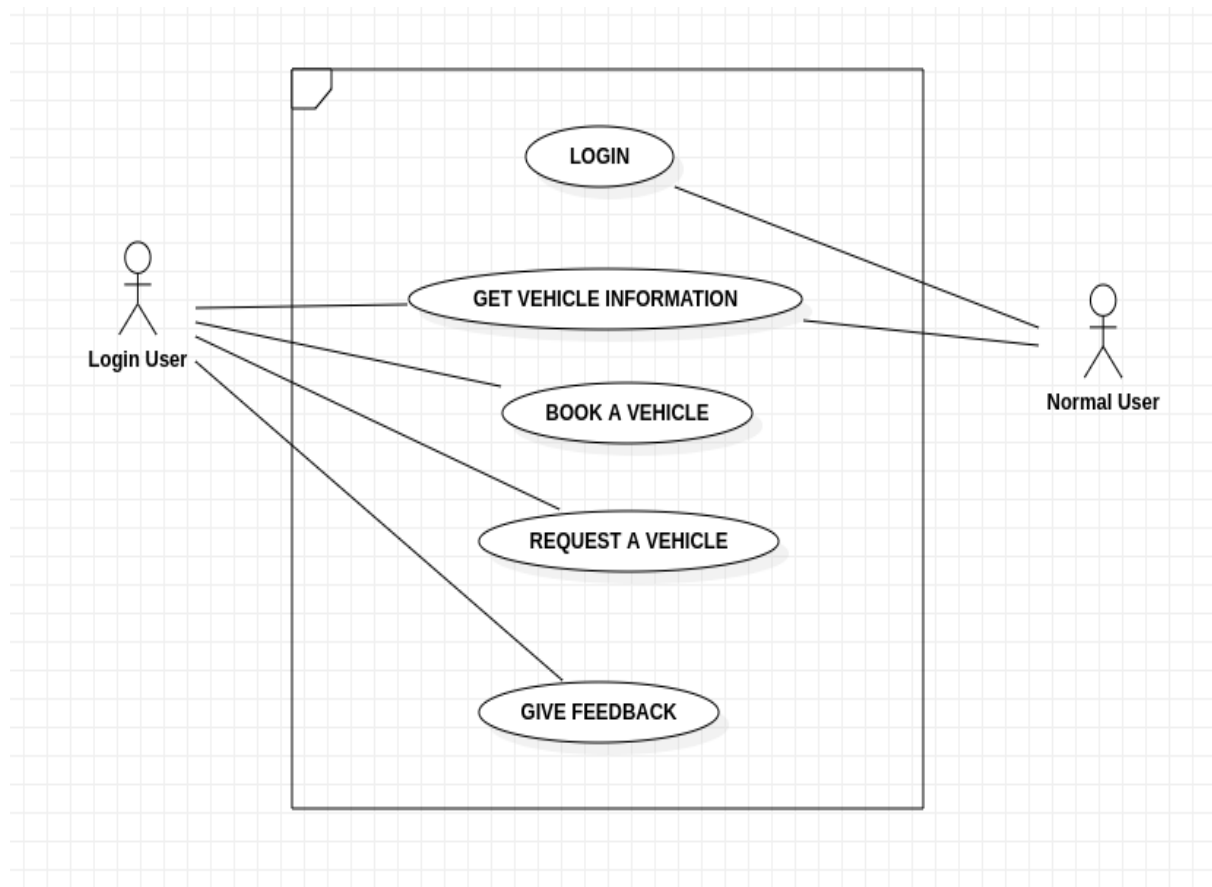 LOGIN
GET VEHICLE INFORMATION
Login User
BOOK A VEHICLE
Normal User
REQUEST A VEHICLE
GIVE FEEDBACK